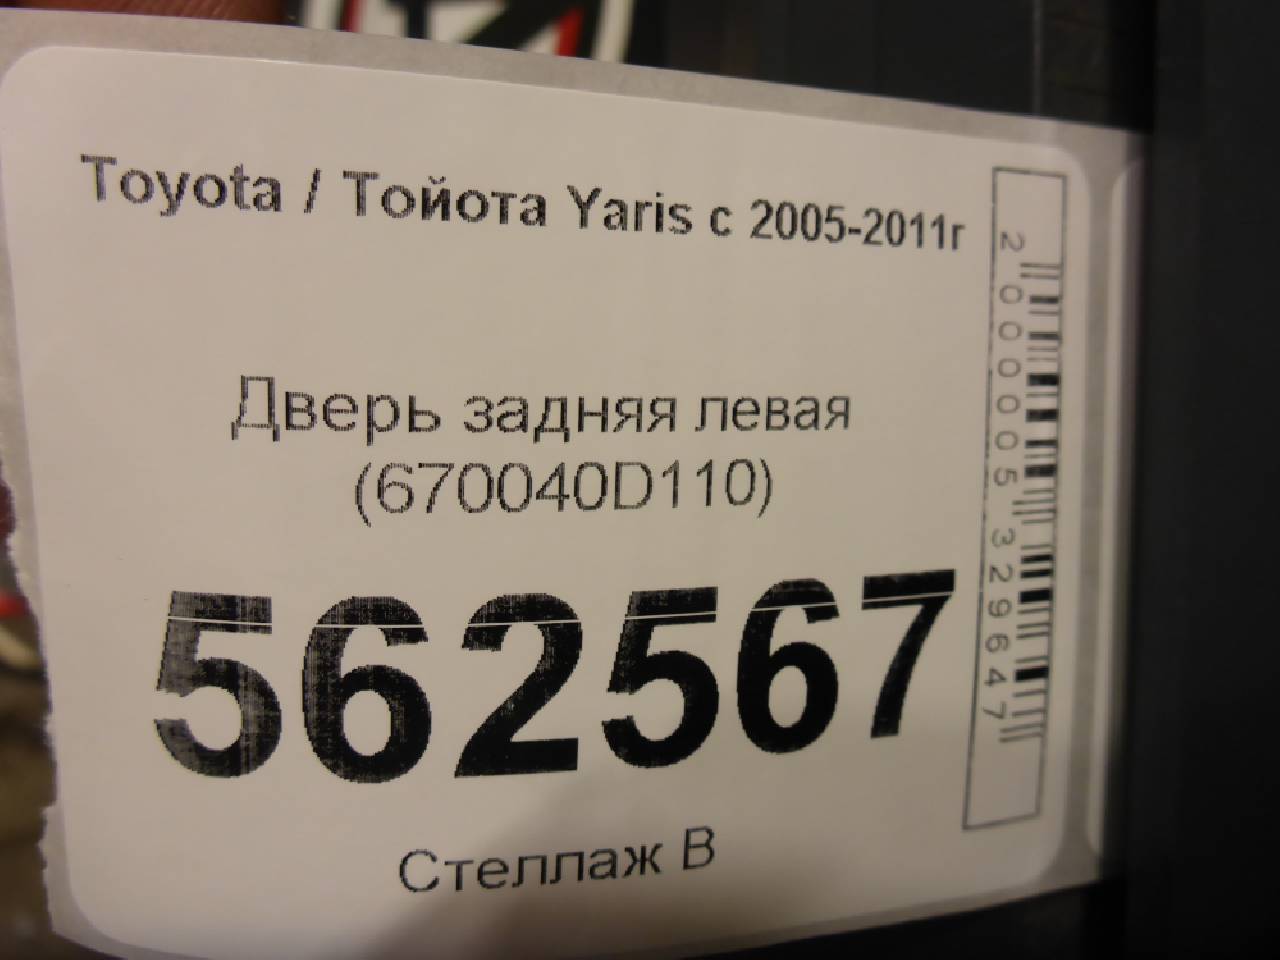 Toyota / Тойота Yaris с 2005-2011г
Дверь задняя левая
(670040D110)
562567
Стеллаж В
2000005329647